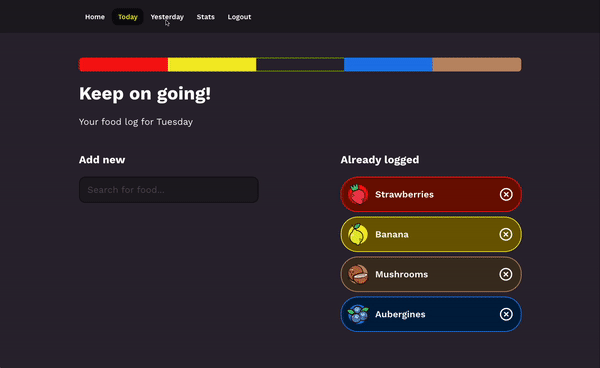 Home Today Yesterday Stats Logout
Keep on going!
Your food log for Tuesday
Add new
Search for food...
Already logged
Strawberries
Banana
Mushrooms
Aubergines